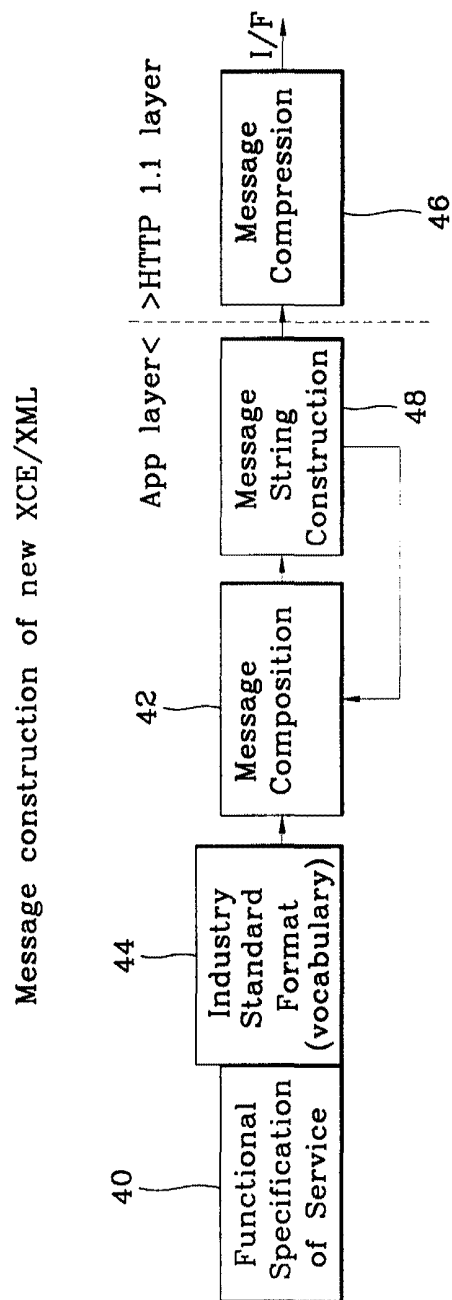 Message construction of new XCE/XML
App layer< >HTTP 1.1 layer
40
Functional
Specification
of Service
44
Industry
Standard
Format
(vocabulary)
42
Message
Composition
Message
String
Construction
48
Message
Compression
46
I/F